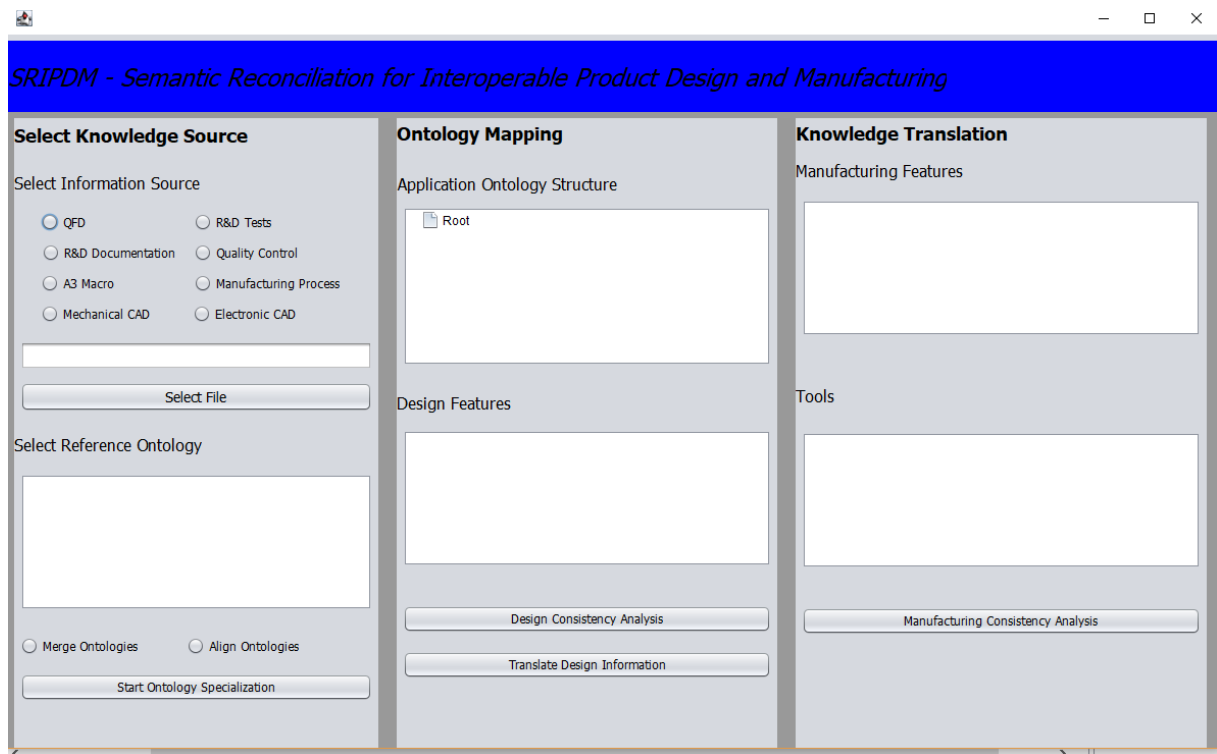 SRIPDM - Semantic Reconciliation for Interoperable Product Design and Manufacturing
Select Knowledge Source
Select Information Source
QFD
R&D Tests
R&D Documentation
Quality Control
A3 Macro
Manufacturing Process
Mechanical CAD
Electronic CAD
Select File
Select Reference Ontology
Merge Ontologies
Align Ontologies
Start Ontology Specialization
Ontology Mapping
Application Ontology Structure
Root
Design Features
Design Consistency Analysis
Translate Design Information
Knowledge Translation
Manufacturing Features
Tools
Manufacturing Consistency Analysis